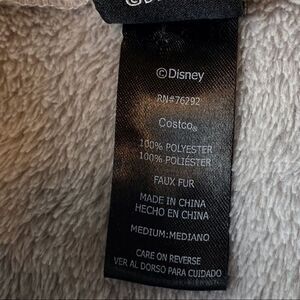 ©Disney
RN#76292
Costco®
100% POLYESTER
100% POLIÉSTER
FAUX FUR
MADE IN CHINA
HECHO EN CHINA
MEDIUM:MEDIANO
CARE ON REVERSE
VER AL DORSO PARA CUIDADO